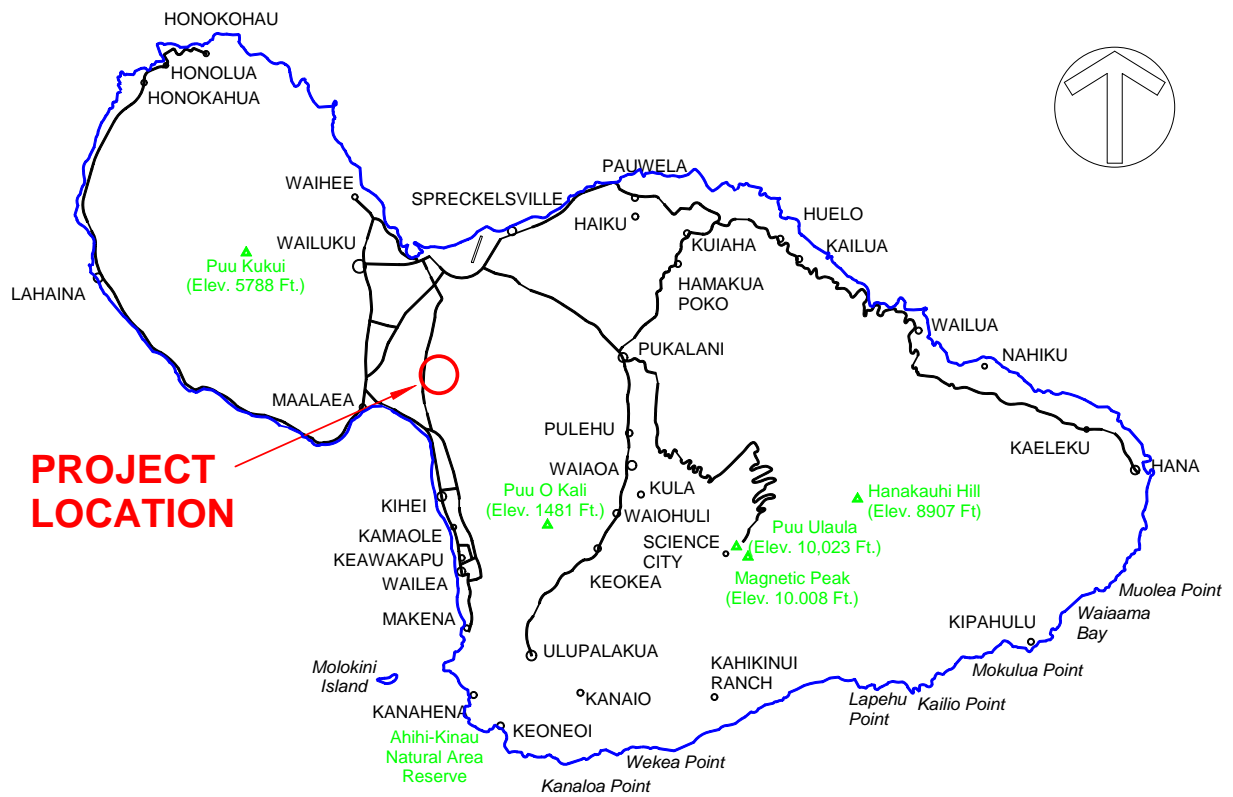 HONOKOHAU
HONOLUA
HONOKAHUA
WAIHEE
PAUWELA
SPRECKELSVILLE
HAIKU
HUELO
KUIAHA
KAILUA
WAILUKU
Puu Kukui
(Elev. 5788 Ft.)
HAMAKUA
POKO
LAHAINA
WAILUA
PUKALANI
NAHIKU
MAALAEA
PULEHU
KAELEKU
PROJECT
LOCATION
WAIAOA
HANA
Puu O Kali
(Elev. 1481 Ft.)
KULA
Hanakauhi Hill
(Elev. 8907 Ft)
KIHEI
WAIOHULI
KAMAOLE
Puu Ulaula
(Elev. 10,023 Ft.)
SCIENCE
CITY
KEAWAKAPU
KEOKEA
WAILEA
Magnetic Peak
(Elev. 10.008 Ft.)
Muolea Point
MAKENA
Waiaama
Bay
KIPAHULU
ULUPALAKUA
Molokini
Island
KAHIKINUI
RANCH
Mokulua Point
KANAIO
Lapehu
Point
Kailio Point
KANAHENA
KEONEOI
Ahihi-Kinau
Natural Area
Reserve
Wekea Point
Kanaloa Point